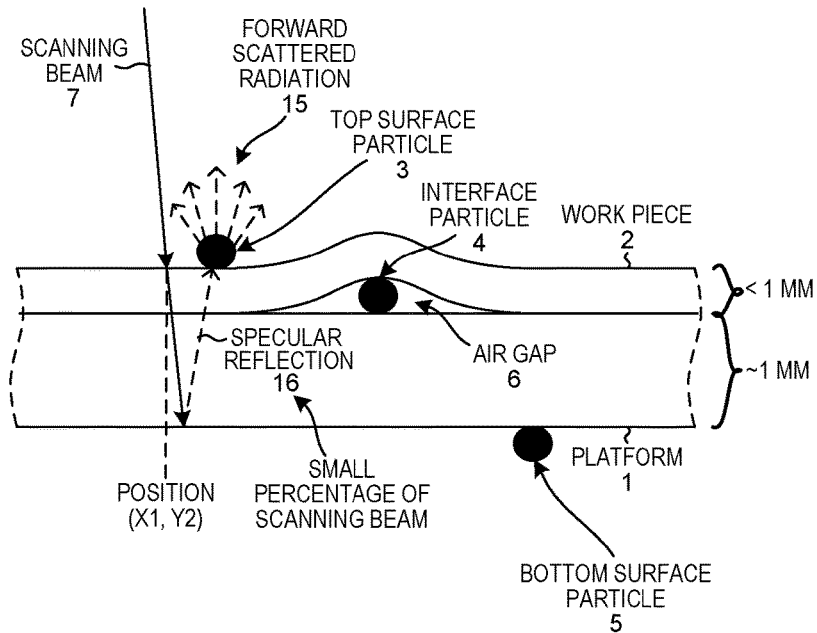 SCANNING
BEAM
7
FORWARD
SCATTERED
RADIATION
15
TOP SURFACE
PARTICLE
3
INTERFACE
PARTICLE
4
WORK PIECE
2
< 1 MM
SPECULAR
REFLECTION
16
AIR GAP
6
~1 MM
POSITION
(X1, Y2)
SMALL
PERCENTAGE OF
SCANNING BEAM
PLATFORM
1
BOTTOM SURFACE
PARTICLE
5